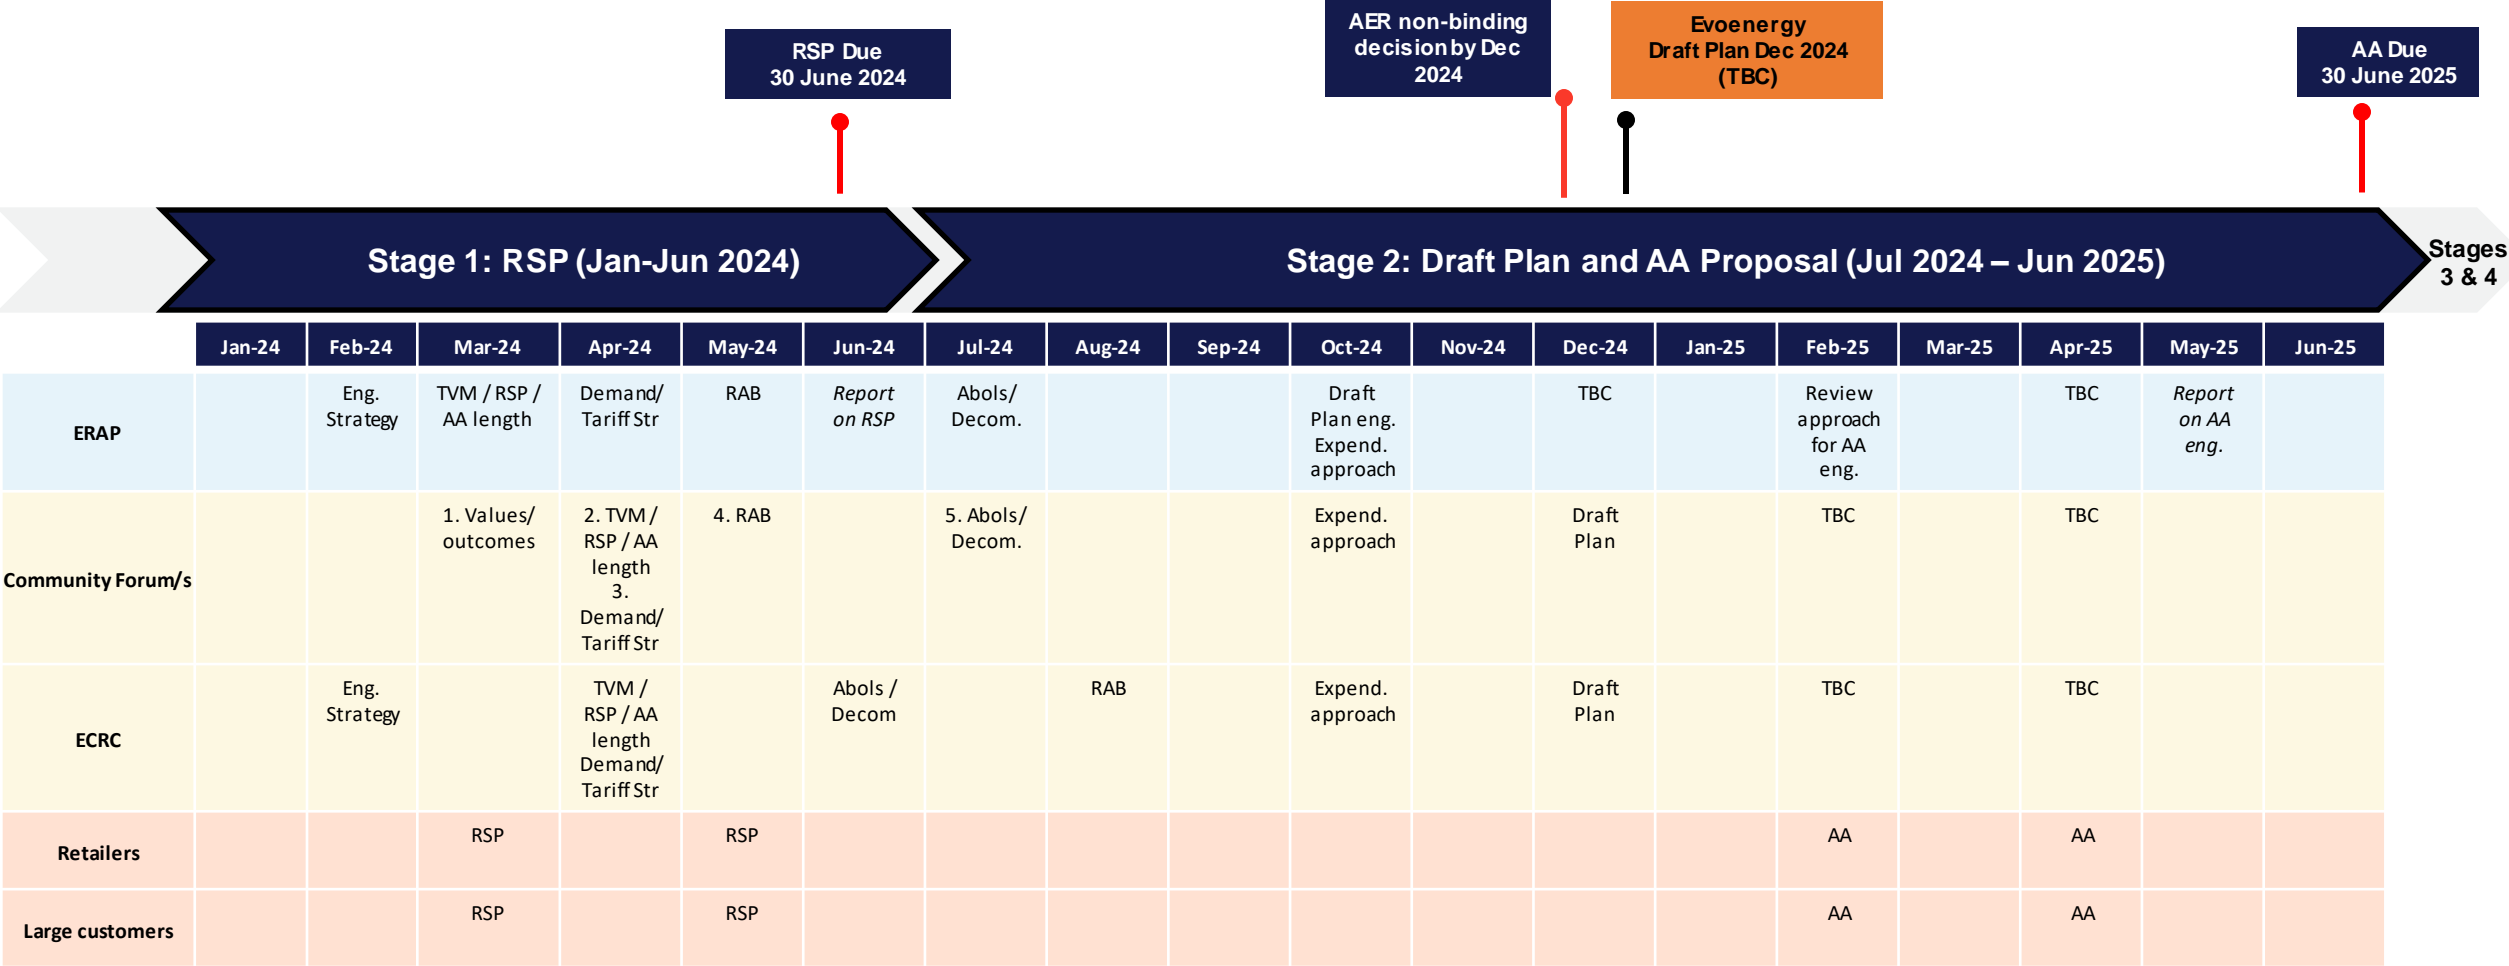 RSP Due
30 June 2024
AER non-binding
decision by Dec
2024
Evoenergy
Draft Plan Dec 2024
(TBC)
AA Due
30 June 2025
Stage 1: RSP (Jan-Jun 2024)
Stage 2: Draft Plan and AA Proposal (Jul 2024 – Jun 2025)
Stages
3 & 4
Jan-24
Feb-24
Mar-24
Apr-24
May-24
Jun-24
Jul-24
Aug-24
Sep-24
Oct-24
Nov-24
Dec-24
Jan-25
Feb-25
Mar-25
Apr-25
May-25
Jun-25
ERAP
Eng.
Strategy
TVM / RSP /
AA length
Demand/
Tariff Str
RAB
Report
on RSP
Abols/
Decom.
Draft
Plan eng.
Expend.
approach
TBC
Review
approach
for AA
eng.
TBC
Report
on AA
eng.
Community Forum/s
1. Values/
outcomes
2. TVM /
RSP / AA
length
3.
Demand/
Tariff Str
4. RAB
5. Abols/
Decom.
Expend.
approach
Draft
Plan
TBC
TBC
ECRC
Eng.
Strategy
TVM /
RSP / AA
length
Demand/
Tariff Str
Abols /
Decom
RAB
Expend.
approach
Draft
Plan
TBC
TBC
Retailers
RSP
RSP
AA
AA
Large customers
RSP
RSP
AA
AA